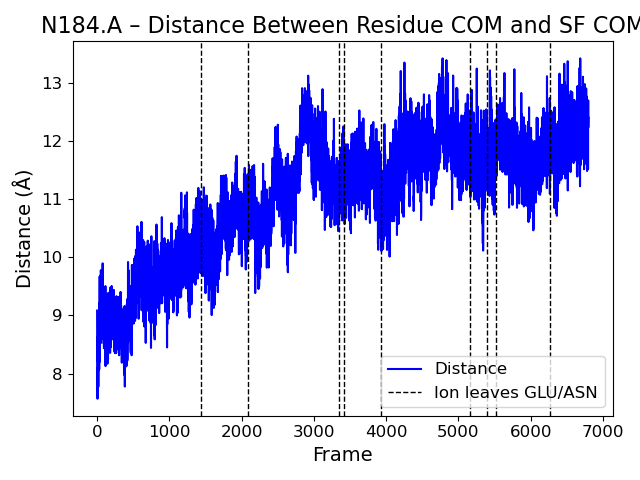 N184.A – Distance Between Residue COM and SF COM
13
12
11
10
9
8
Distance (Å)
Distance
Ion leaves GLU/ASN
0 1000 2000 3000 4000 5000 6000 7000
Frame